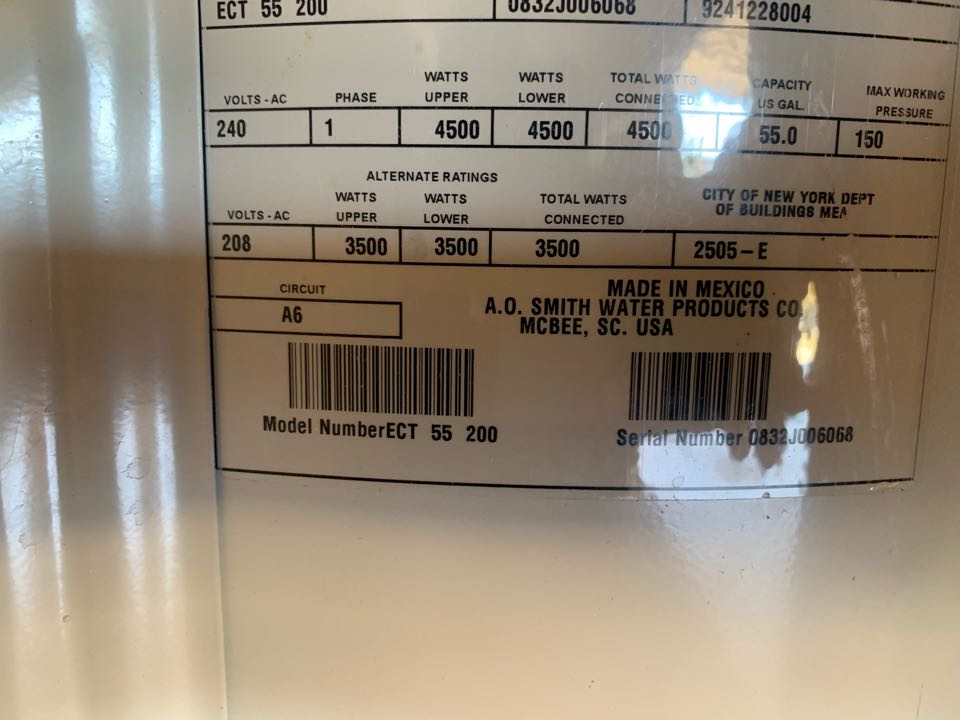 ECT 55 200 0832J006068 9241228004
VOLTS - AC PHASE WATTS UPPER WATTS LOWER TOTAL WATTS CONNECTED CAPACITY US GAL. MAX WORKING PRESSURE
240 1 4500 4500 4500 55.0 150
ALTERNATE RATINGS
VOLTS - AC WATTS UPPER WATTS LOWER TOTAL WATTS CONNECTED CITY OF NEW YORK DEPT
OF BUILDINGS MEA
208 3500 3500 3500 2505-E
CIRCUIT
A6
MADE IN MEXICO
A.O. SMITH WATER PRODUCTS CO.
MCBEE, SC. USA
Model NumberECT 55 200
Serial Number 0832J006068